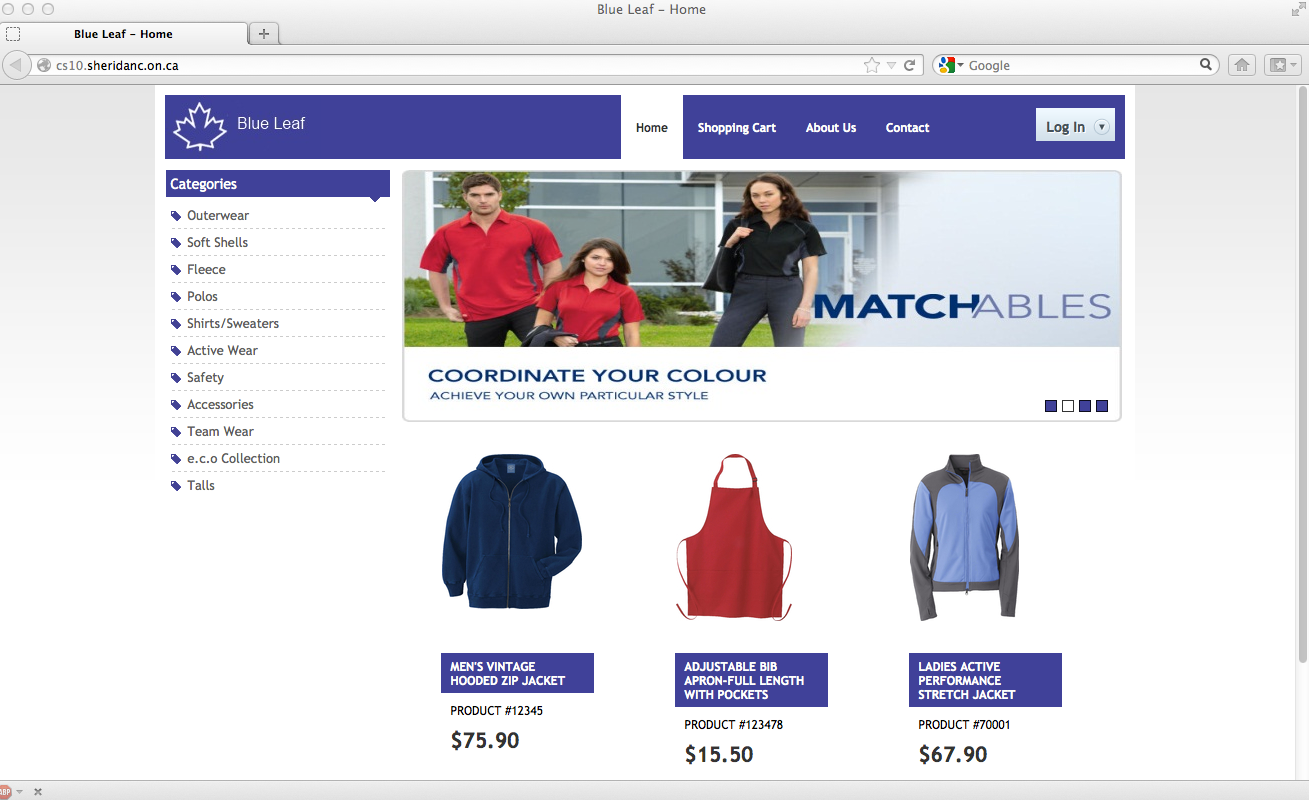 Blue Leaf – Home
Blue Leaf – Home
cs10.sheridanc.on.ca
Google
Blue Leaf
Home
Shopping Cart
About Us
Contact
Log In
Categories
Outerwear
Soft Shells
Fleece
Polos
Shirts/Sweaters
Active Wear
Safety
Accessories
Team Wear
e.c.o Collection
Talls
MATCHABLES
COORDINATE YOUR COLOUR
ACHIEVE YOUR OWN PARTICULAR STYLE
MEN'S VINTAGE
HOODED ZIP JACKET
PRODUCT #12345
$75.90
ADJUSTABLE BIB
APRON-FULL LENGTH
WITH POCKETS
PRODUCT #123478
$15.50
LADIES ACTIVE
PERFORMANCE
STRETCH JACKET
PRODUCT #70001
$67.90
ABP